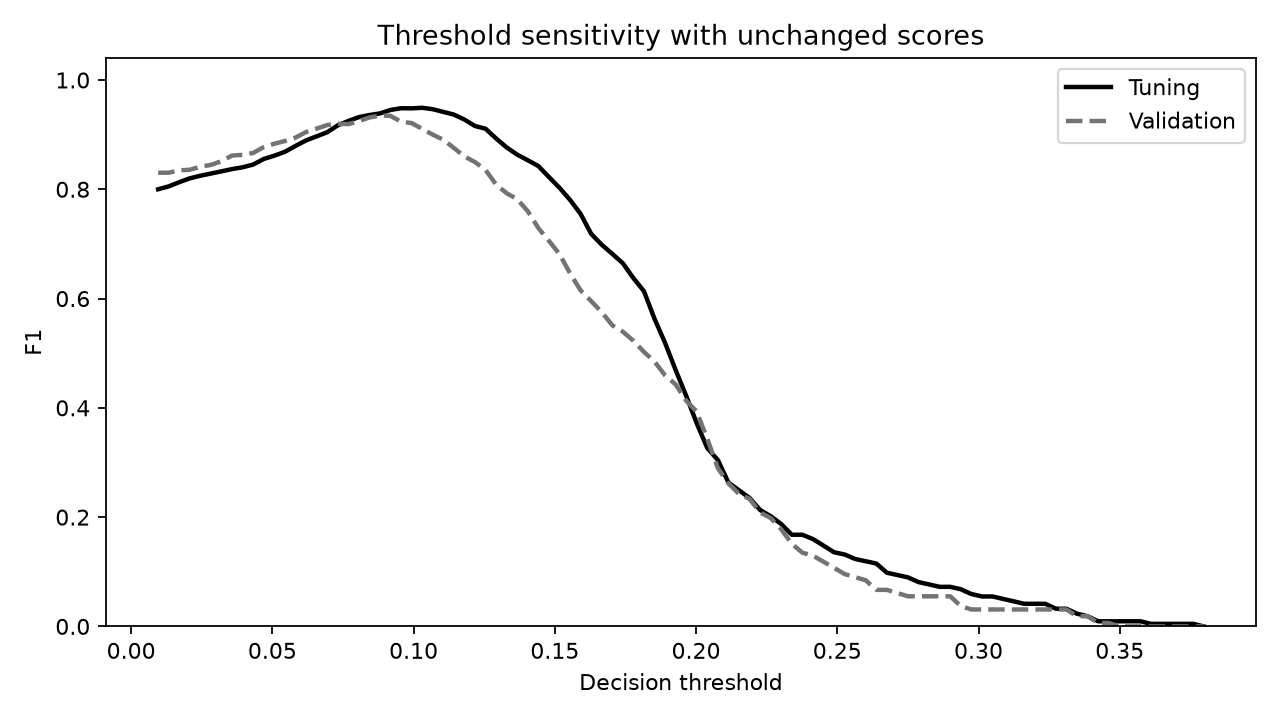 Threshold sensitivity with unchanged scores
Tuning
Validation
1.0
0.8
0.6
0.4
0.2
0.0
F1
0.00 0.05 0.10 0.15 0.20 0.25 0.30 0.35
Decision threshold